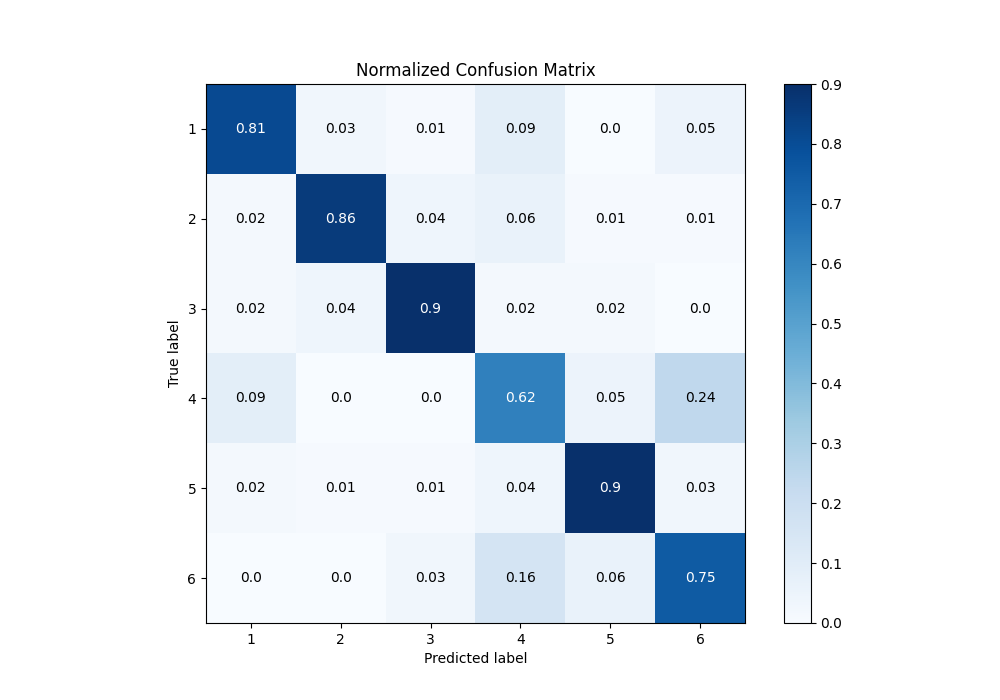 Normalized Confusion Matrix
True label
1 0.81 0.03 0.01 0.09 0.0 0.05
2 0.02 0.86 0.04 0.06 0.01 0.01
3 0.02 0.04 0.9 0.02 0.02 0.0
4 0.09 0.0 0.0 0.62 0.05 0.24
5 0.02 0.01 0.01 0.04 0.9 0.03
6 0.0 0.0 0.03 0.16 0.06 0.75
1 2 3 4 5 6
Predicted label
0.9
0.8
0.7
0.6
0.5
0.4
0.3
0.2
0.1
0.0